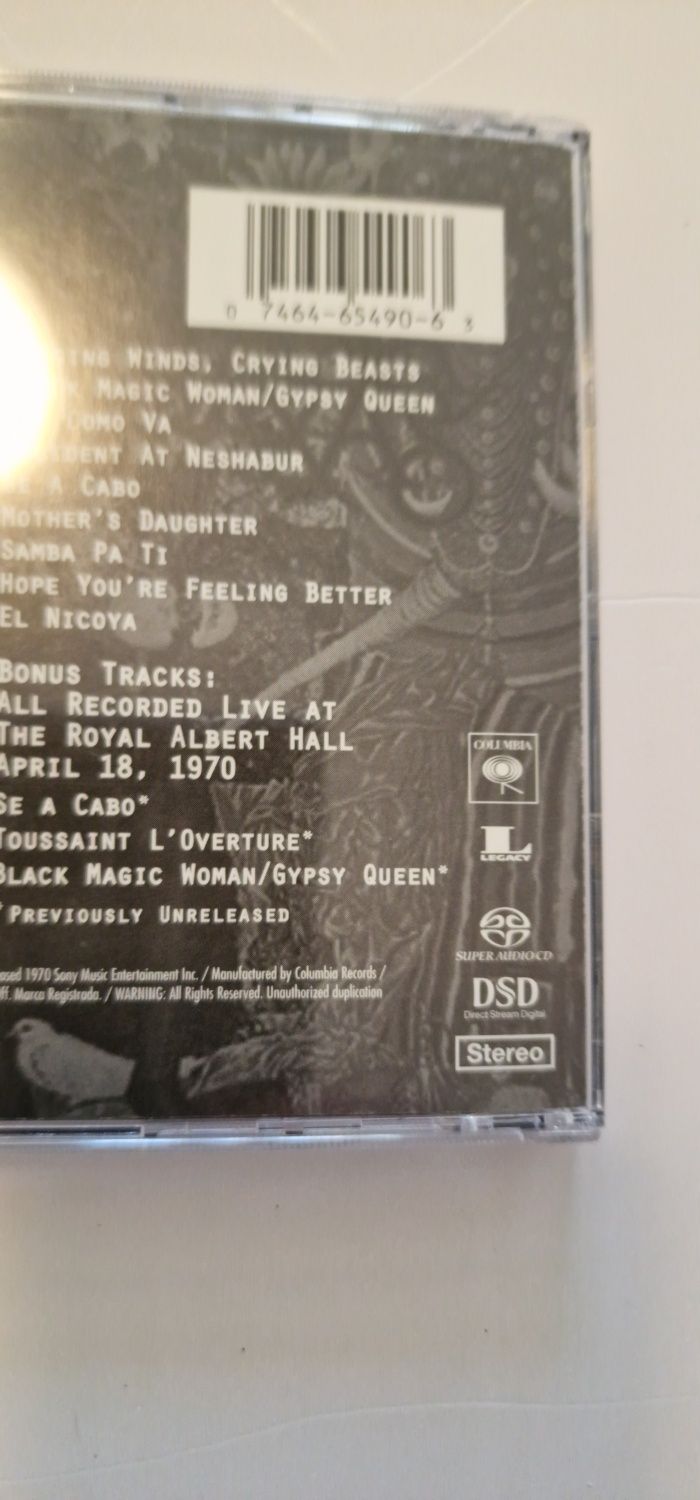 0 7464-65490-6 3
WINDS, CRYING BEASTS
MAGIC WOMAN/GYPSY QUEEN
COMO VA
AT NESHABUR
A CABO
MOTHER'S DAUGHTER
SAMBA PA TI
HOPE YOU'RE FEELING BETTER
EL NICOYA
BONUS TRACKS:
ALL RECORDED LIVE AT
THE ROYAL ALBERT HALL
APRIL 18, 1970
SE A CABO*
TOUSSAINT L'OVERTURE*
BLACK MAGIC WOMAN/GYPSY QUEEN*
*PREVIOUSLY UNRELEASED
ased 1970 Sony Music Entertainment Inc. / Manufactured by Columbia Records /
ff. Marca Registrada. / WARNING: All Rights Reserved. Unauthorized duplication
COLUMBIA
L
LEGACY
SUPER AUDIO CD
DSD
Direct Stream Digital
Stereo